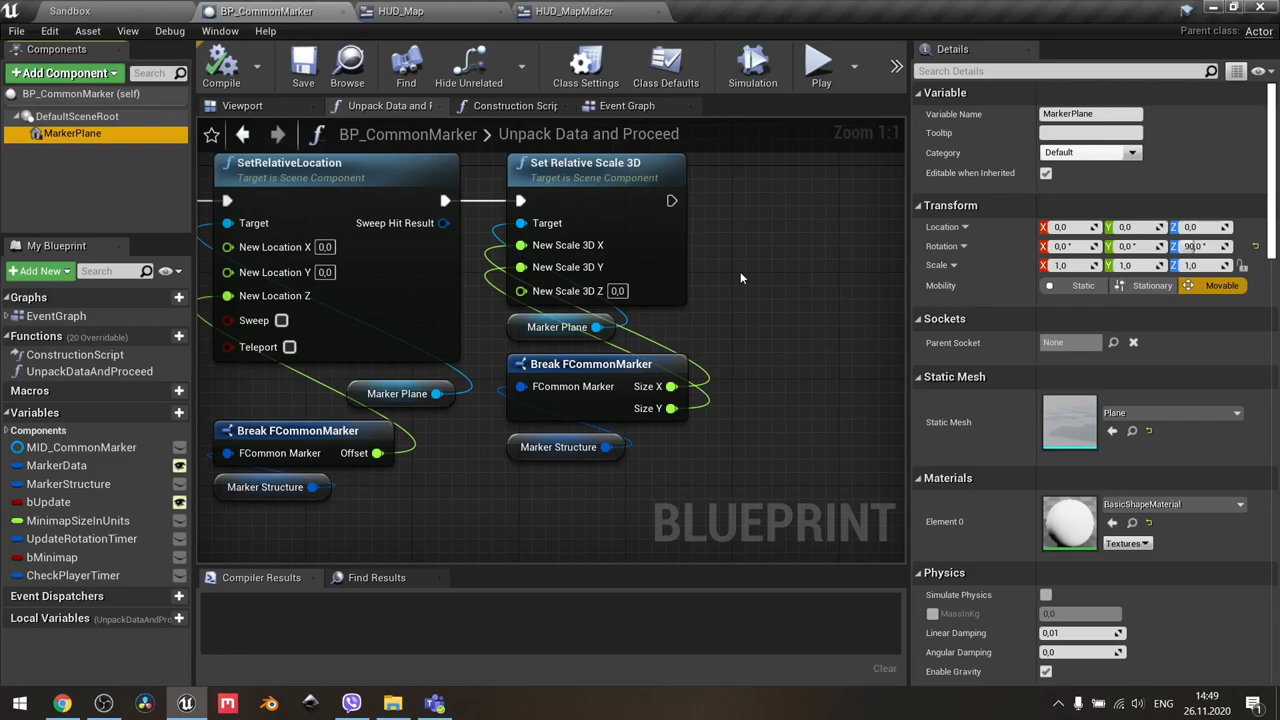 Sandbox
BP_CommonMarker
HUD_Map
HUD_MapMarker
File Edit Asset View Debug Window Help
Parent class: Actor
Components
+ Add Component
Search
BP_CommonMarker (self)
DefaultSceneRoot
MarkerPlane
Compile
Save
Browse
Find
Hide Unrelated
Class Settings
Class Defaults
Simulation
Play
Viewport
Unpack Data and F
Construction Scrip
Event Graph
BP_CommonMarker > Unpack Data and Proceed
Zoom 1:1
SetRelativeLocation
Target is Scene Component
Target
Sweep Hit Result
New Location X 0,0
New Location Y 0,0
New Location Z
Sweep
Teleport
Marker Plane
Break FCommonMarker
FCommon Marker Offset
Marker Structure
Set Relative Scale 3D
Target is Scene Component
Target
New Scale 3D X
New Scale 3D Y
New Scale 3D Z 0,0
Marker Plane
Break FCommonMarker
FCommon Marker Size X
Size Y
Marker Structure
BLUEPRINT
My Blueprint
+ Add New
Search
Graphs
EventGraph
Functions (20 Overridable)
ConstructionScript
UnpackDataAndProceed
Macros
Variables
Components
MID_CommonMarker
MarkerData
MarkerStructure
bUpdate
MinimapSizeInUnits
UpdateRotationTimer
bMinimap
CheckPlayerTimer
Event Dispatchers
Local Variables (UnpackDataAndProc
Compiler Results
Find Results
Clear
Details
Search Details
Variable
Variable Name MarkerPlane
Tooltip
Category Default
Editable when Inherited
Transform
Location X 0,0 Y 0,0 Z 0,0
Rotation X 0,0 ° Y 0,0 ° Z 90,0 °
Scale X 1,0 Y 1,0 Z 1,0
Mobility Static Stationary Movable
Sockets
Parent Socket None
Static Mesh
Static Mesh Plane
Materials
Element 0 BasicShapeMaterial
Textures
Physics
Simulate Physics
MassInKg 0,0
Linear Damping 0,01
Angular Damping 0,0
Enable Gravity
ENG
14:49
26.11.2020